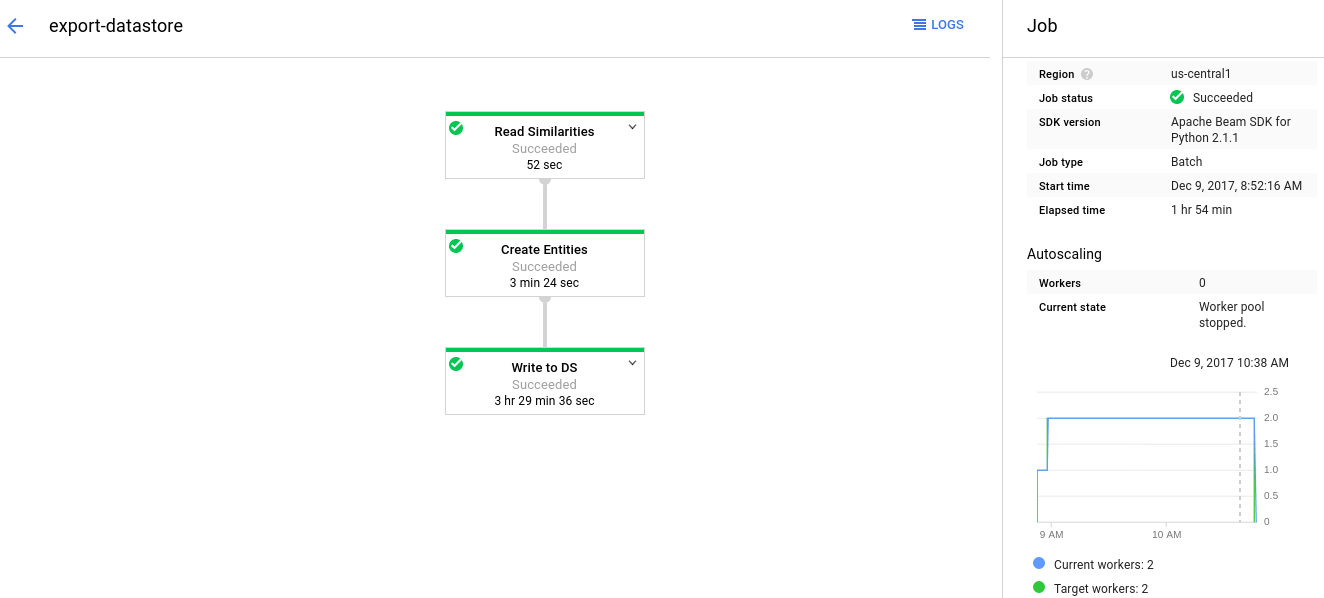 export-datastore
LOGS
Read Similarities
Succeeded
52 sec
Create Entities
Succeeded
3 min 24 sec
Write to DS
Succeeded
3 hr 29 min 36 sec
Job
Region ? us-central1
Job status Succeeded
SDK version Apache Beam SDK for
Python 2.1.1
Job type Batch
Start time Dec 9, 2017, 8:52:16 AM
Elapsed time 1 hr 54 min
Autoscaling
Workers 0
Current state Worker pool
stopped.
Dec 9, 2017 10:38 AM
2.5
2.0
1.5
1.0
0.5
0
9 AM 10 AM
Current workers: 2
Target workers: 2